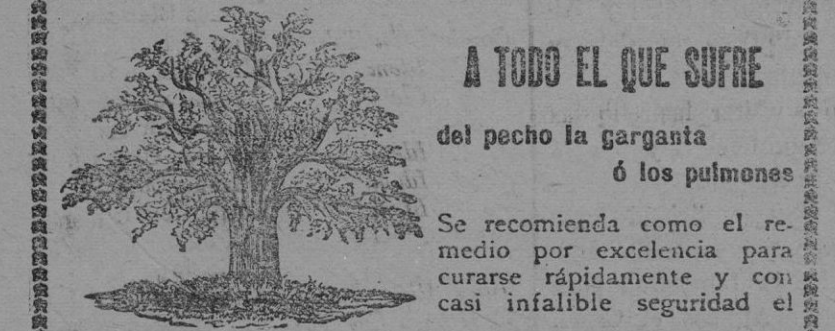 A TODO EL QUE SUFRE
del pecho la garganta
ó los pulmones
Se recomienda como el re-
medio por excelencia para
curarse rápidamente y con
casi infalible seguridad el